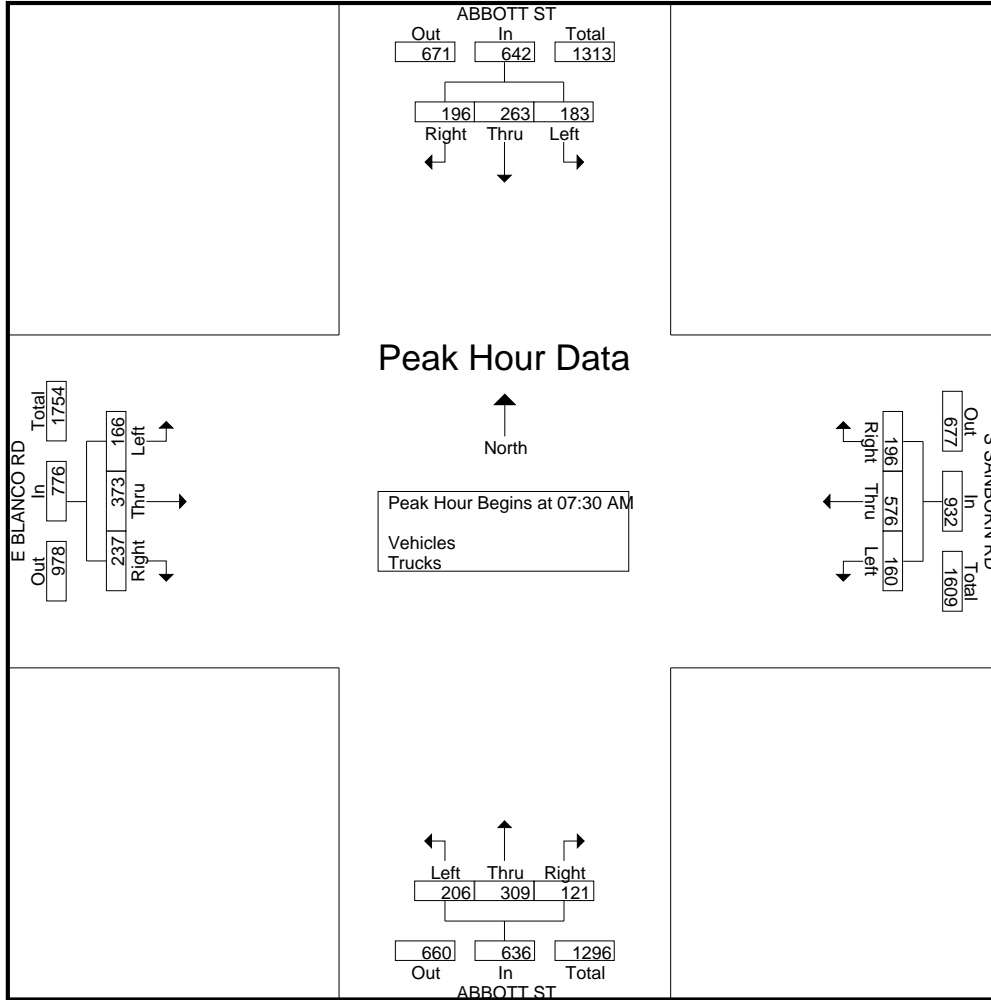 ABBOTT ST
Out In Total
671 642 1313
196 263 183
Right Thru Left
Peak Hour Data
North
Peak Hour Begins at 07:30 AM
Vehicles
Trucks
E BLANCO RD
Out In Total
978 776 1754
237 373 166
Right Thru Left
S SANBORN RD
Out In Total
677 932 1609
196 576 160
Right Thru Left
Left Thru Right
206 309 121
660 636 1296
Out In Total
ABBOTT ST